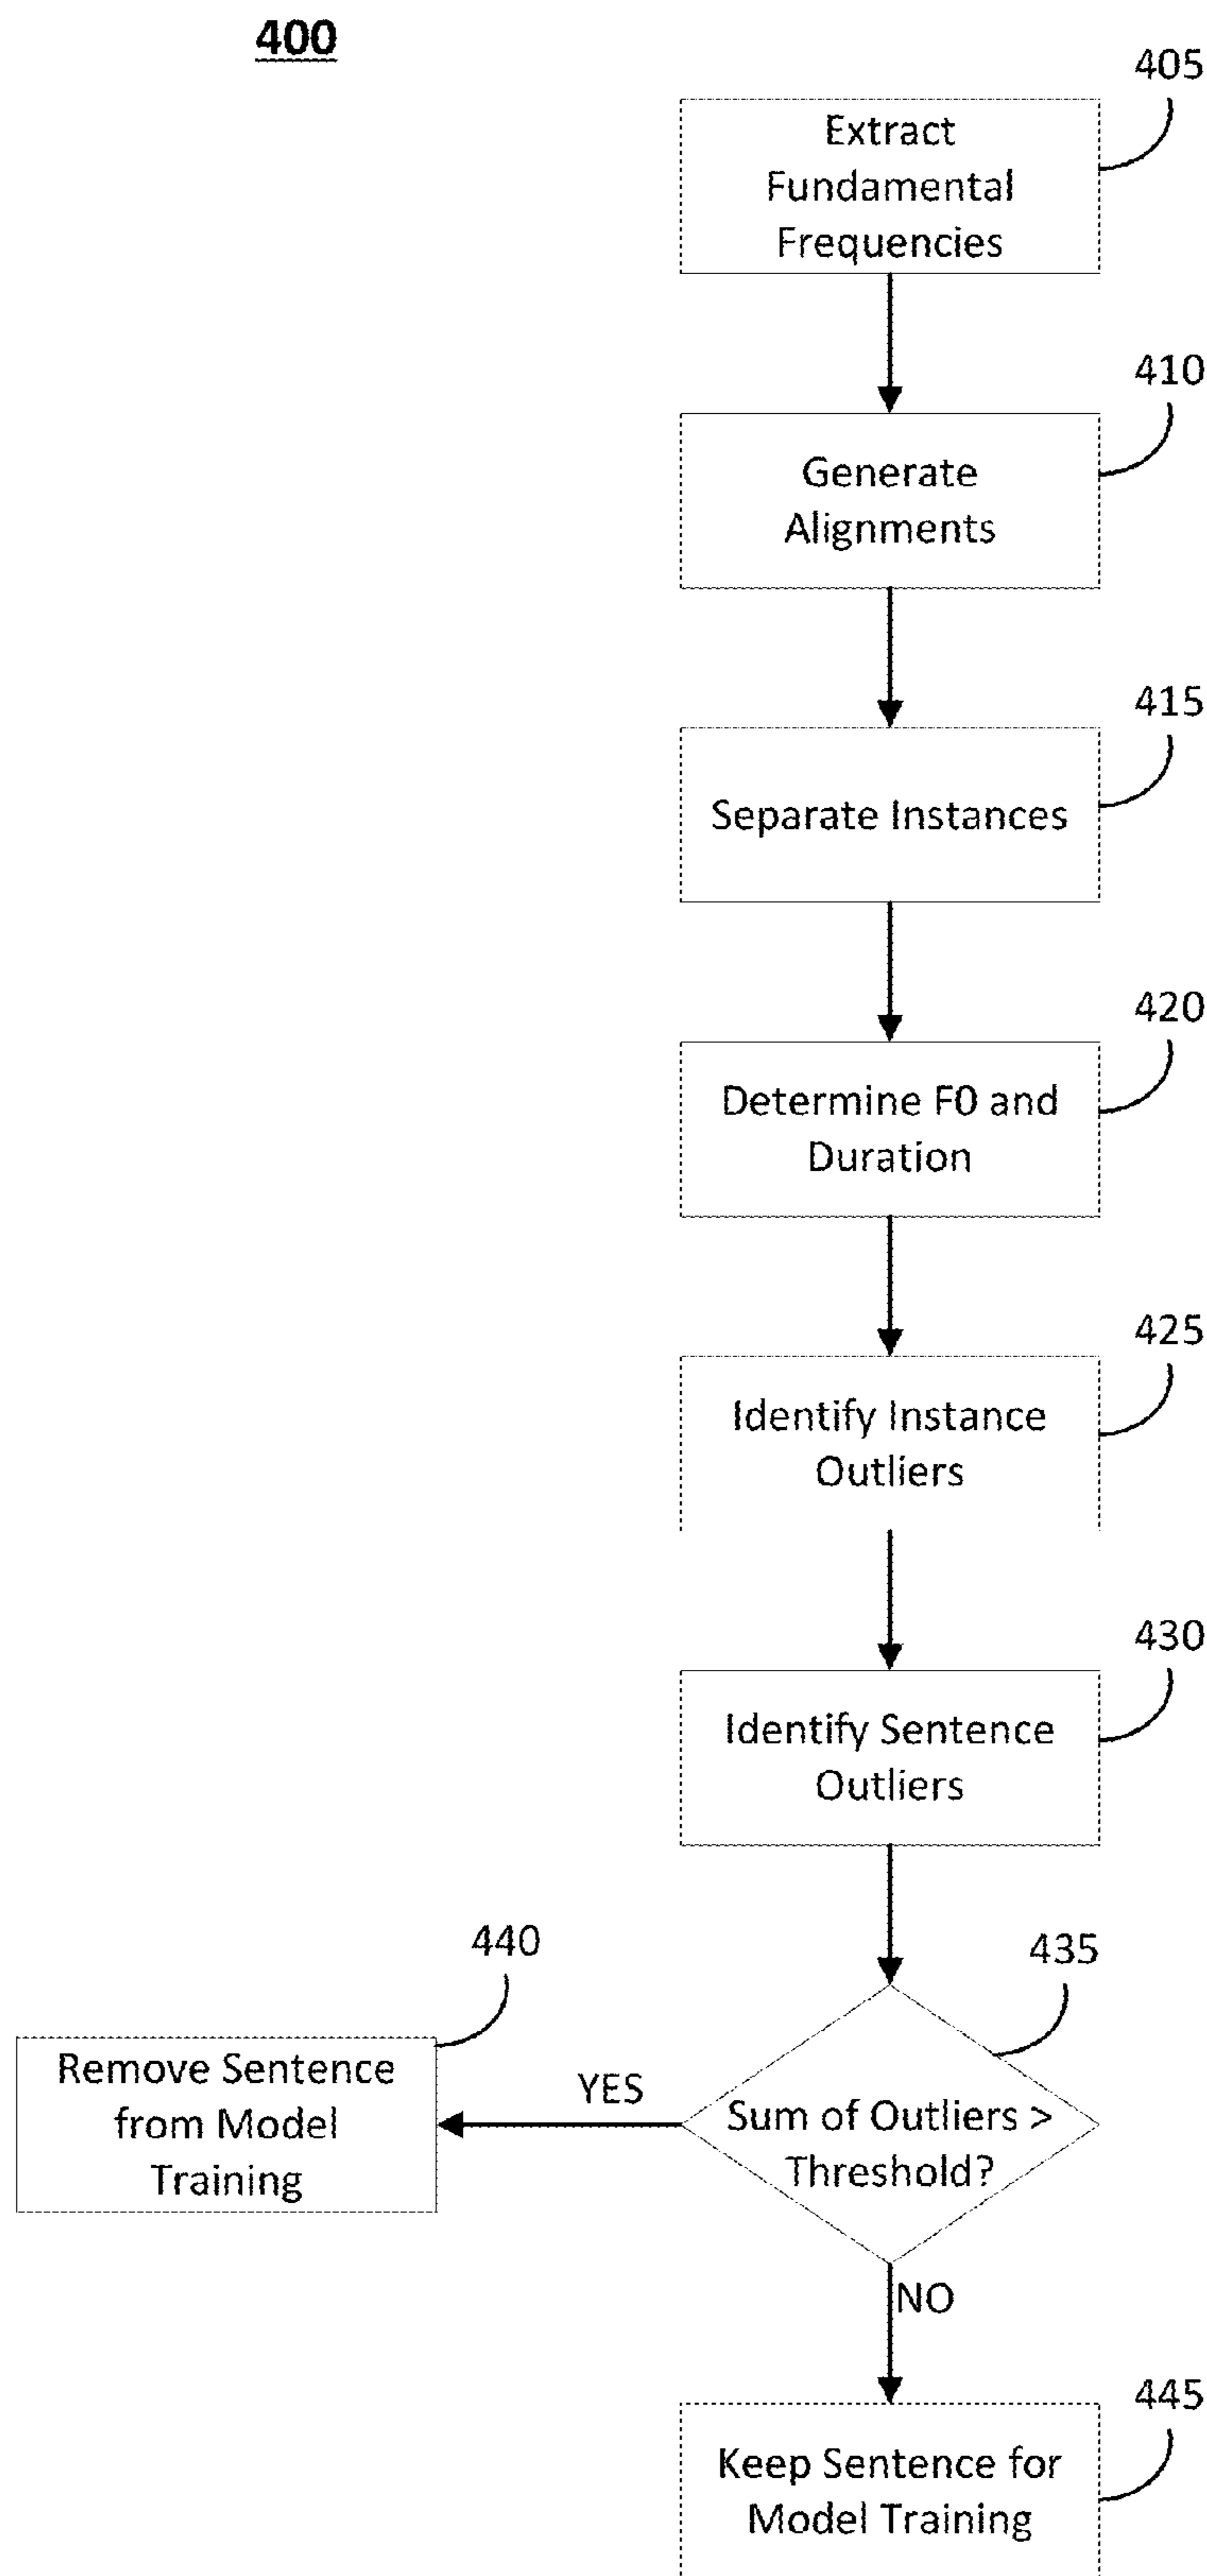 400
405
Extract
Fundamental
Frequencies
410
Generate
Alignments
415
Separate Instances
420
Determine F0 and
Duration
425
Identify Instance
Outliers
430
Identify Sentence
Outliers
440
435
Remove Sentence
from Model
Training
YES
Sum of Outliers >
Threshold?
NO
445
Keep Sentence for
Model Training